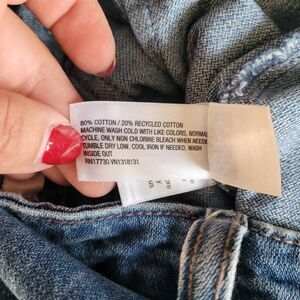 80% COTTON / 20% RECYCLED COTTON
MACHINE WASH COLD WITH LIKE COLORS, NORMAL
CYCLE, ONLY NON CHLORINE BLEACH WHEN NEEDED
TUMBLE DRY LOW, COOL IRON IF NEEDED, WASH
INSIDE OUT
RN17730 VN1318131